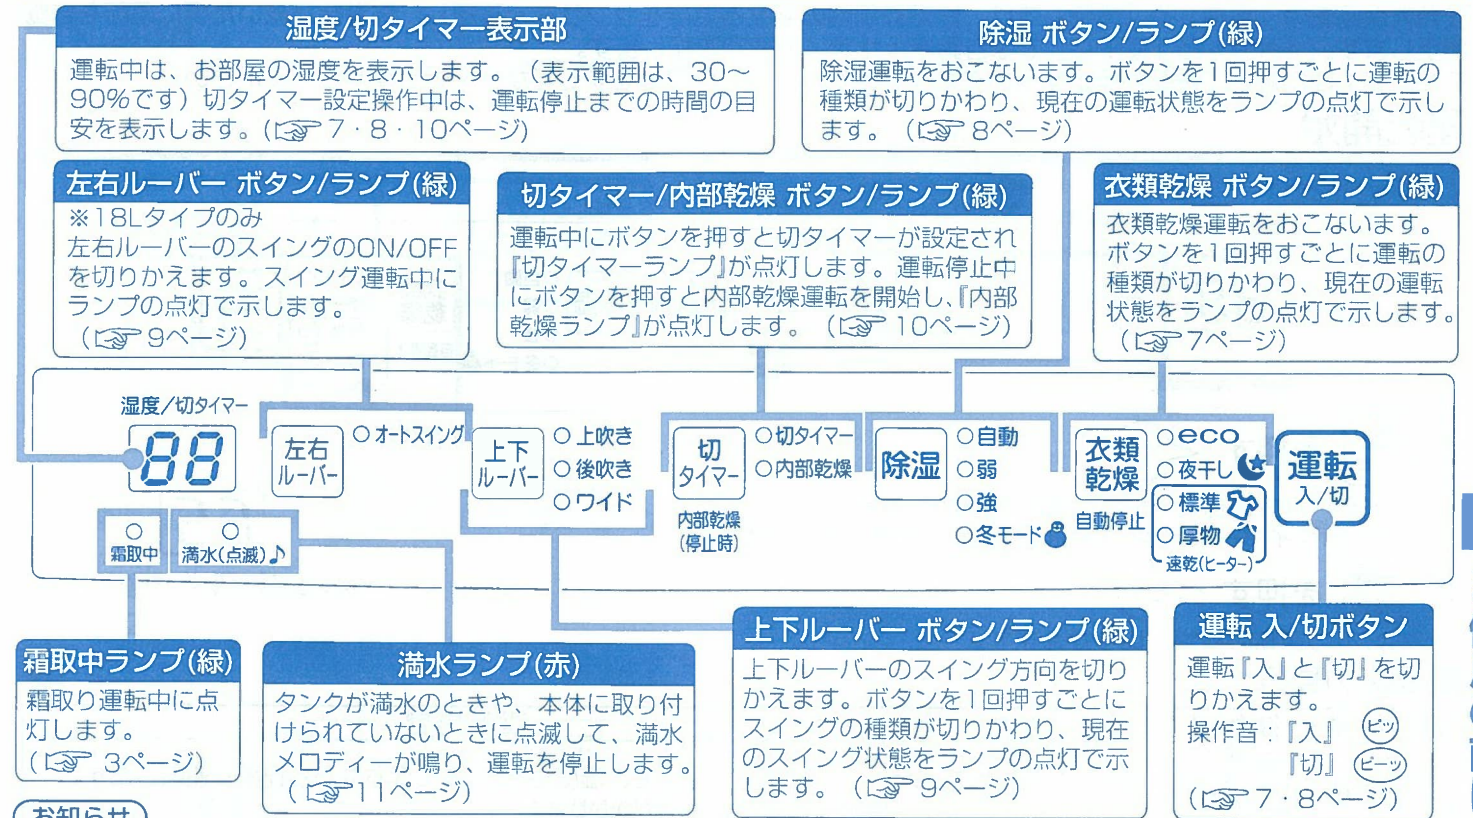 湿度/切タイマー表示部
運転中は、お部屋の湿度を表示します。(表示範囲は、30〜
90%です)切タイマー設定操作中は、運転停止までの時間の目
安を表示します。(☞7・8・10ページ)
除湿 ボタン/ランプ(緑)
除湿運転をおこないます。ボタンを1回押すごとに運転の
種類が切りかわり、現在の運転状態をランプの点灯で示し
ます。(☞8ページ)
左右ルーバー ボタン/ランプ(緑)
※18Lタイプのみ
左右ルーバーのスイングのON/OFF
を切りかえます。スイング運転中に
ランプの点灯で示します。
(☞9ページ)
切タイマー/内部乾燥 ボタン/ランプ(緑)
運転中にボタンを押すと切タイマーが設定され
『切タイマーランプ』が点灯します。運転停止中
にボタンを押すと内部乾燥運転を開始し、『内部
乾燥ランプ』が点灯します。(☞10ページ)
衣類乾燥 ボタン/ランプ(緑)
衣類乾燥運転をおこないます。
ボタンを1回押すごとに運転の
種類が切りかわり、現在の運転
状態をランプの点灯で示します。
(☞7ページ)
湿度/切タイマー
88
左右
ルーバー
オートスイング
上下
ルーバー
上吹き
後吹き
ワイド
切
タイマー
内部乾燥
(停止時)
切タイマー
内部乾燥
除湿
自動
弱
強
冬モード
衣類
乾燥
自動停止
eco
夜干し
標準
厚物
速乾(ヒーター)
運転
入/切
霜取中
満水(点滅)♪
霜取中ランプ(緑)
霜取り運転中に点
灯します。
(☞3ページ)
満水ランプ(赤)
タンクが満水のときや、本体に取り付
けられていないときに点滅して、満水
メロディーが鳴り、運転を停止します。
(☞11ページ)
上下ルーバー ボタン/ランプ(緑)
上下ルーバーのスイング方向を切り
かえます。ボタンを1回押すごとに
スイングの種類が切りかわり、現在
のスイング状態をランプの点灯で示
します。(☞9ページ)
運転 入/切ボタン
運転『入』と『切』を切
りかえます。
操作音:『入』 ピッ
『切』 ピーッ
(☞7・8ページ)
お知らせ